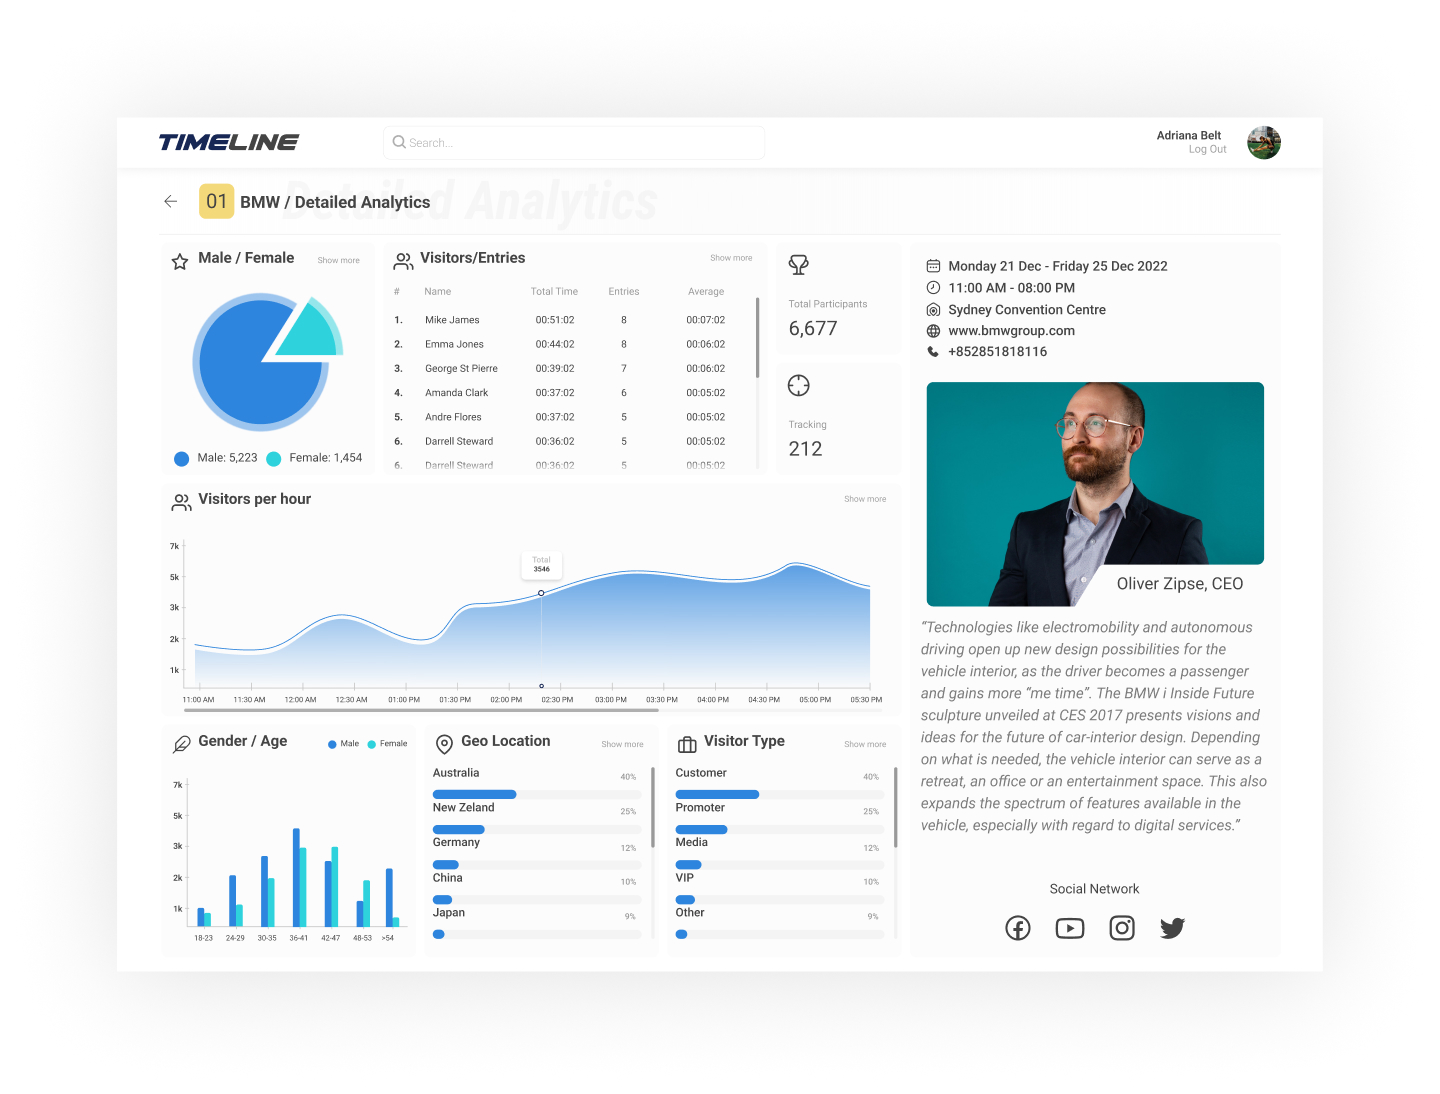 TIMELINE
Search...
Adriana Belt
Log Out
Detailed Analytics
01 BMW / Detailed Analytics
Male / Female
Show more
Male: 5,223
Female: 1,454
Visitors/Entries
Show more
# Name Total Time Entries Average
1. Mike James 00:51:02 8 00:07:02
2. Emma Jones 00:44:02 8 00:06:02
3. George St Pierre 00:39:02 7 00:06:02
4. Amanda Clark 00:37:02 6 00:05:02
5. Andre Flores 00:37:02 5 00:05:02
6. Darrell Steward 00:36:02 5 00:05:02
6. Darrell Steward 00:36:02 5 00:05:02
Total Participants
6,677
Tracking
212
Monday 21 Dec - Friday 25 Dec 2022
11:00 AM - 08:00 PM
Sydney Convention Centre
www.bmwgroup.com
+852851818116
Oliver Zipse, CEO
“Technologies like electromobility and autonomous
driving open up new design possibilities for the
vehicle interior, as the driver becomes a passenger
and gains more “me time”. The BMW i Inside Future
sculpture unveiled at CES 2017 presents visions and
ideas for the future of car-interior design. Depending
on what is needed, the vehicle interior can serve as a
retreat, an office or an entertainment space. This also
expands the spectrum of features available in the
vehicle, especially with regard to digital services.”
Social Network
Visitors per hour
Show more
7k
5k
3k
2k
1k
Total
3546
11:00 AM 11:30 AM 12:00 AM 12:30 AM 01:00 PM 01:30 PM 02:00 PM 02:30 PM 03:00 PM 03:30 PM 04:00 PM 04:30 PM 05:00 PM 05:30 PM
Gender / Age
Male
Female
7k
5k
3k
2k
1k
18-23 24-29 30-35 36-41 42-47 48-53 >54
Geo Location
Show more
Australia 40%
New Zeland 25%
Germany 12%
China 10%
Japan 9%
Visitor Type
Show more
Customer 40%
Promoter 25%
Media 12%
VIP 10%
Other 9%